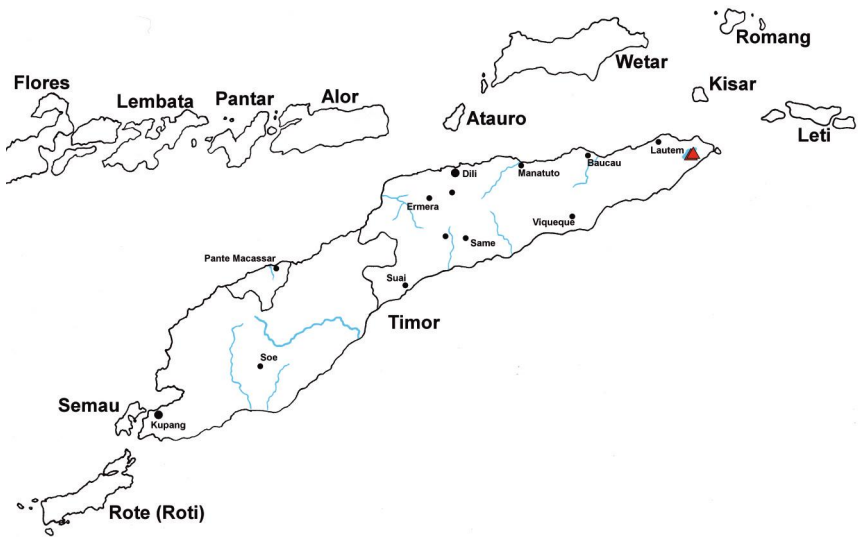 Romang
Wetar
Flores
Kisar
Lembata
Pantar
Alor
Atauro
Leti
Lautem
Baucau
Dili
Manatuto
Ermera
Viqueque
Same
Pante Macassar
Suai
Timor
Soe
Semau
Kupang
Rote (Roti)